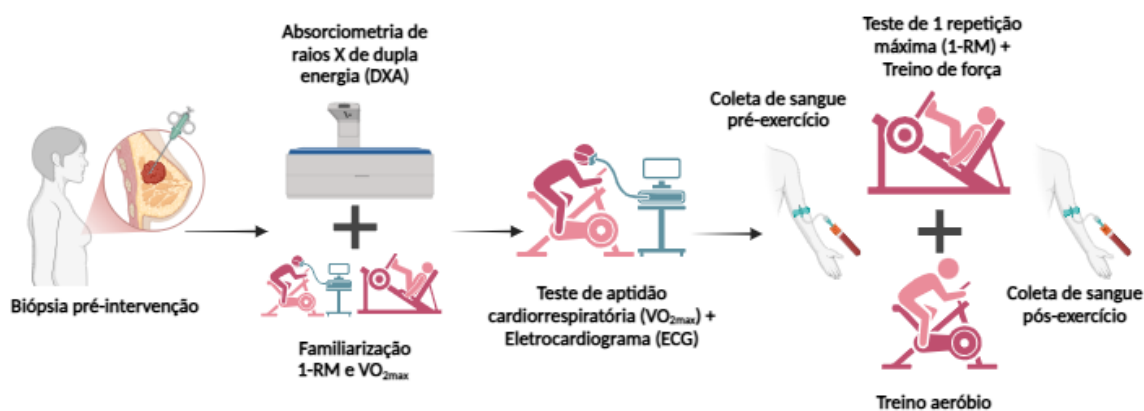 Biópsia pré-intervenção
Absorciometria de
raios X de dupla
energia (DXA)
Familiarização
1-RM e VO₂max
Teste de aptidão
cardiorrespiratória (VO₂max) +
Eletrocardiograma (ECG)
Coleta de sangue
pré-exercício
Teste de 1 repetição
máxima (1-RM) +
Treino de força
Treino aeróbio
Coleta de sangue
pós-exercício